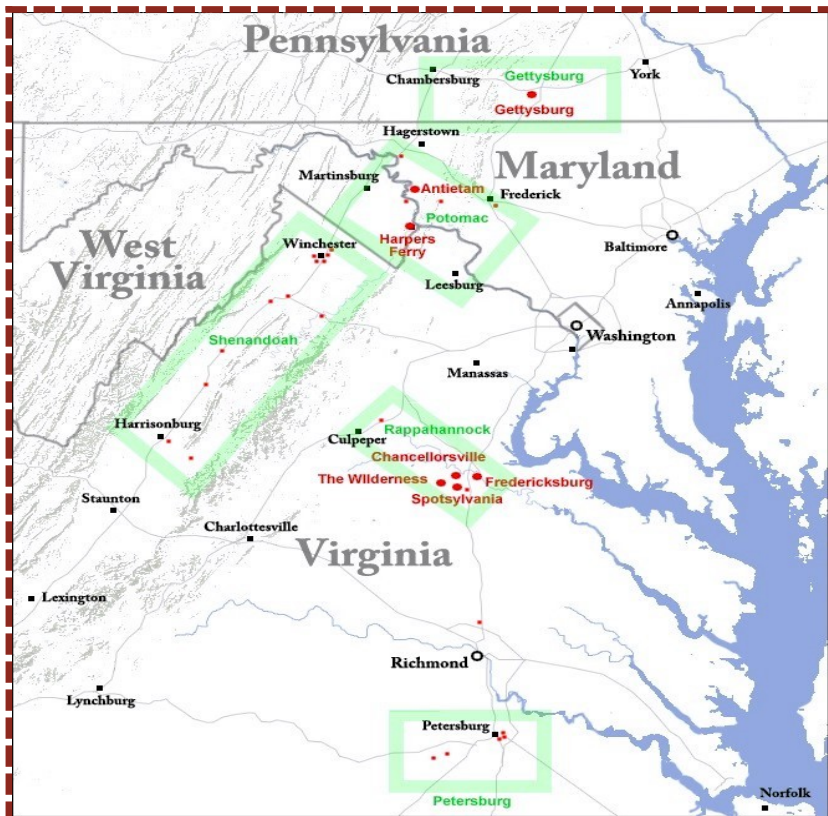 Pennsylvania
Chambersburg
Gettysburg
York
Gettysburg
Hagerstown
Maryland
Martinsburg
Antietam
Frederick
Potomac
West
Virginia
Winchester
Harpers
Ferry
Baltimore
Leesburg
Annapolis
Washington
Shenandoah
Manassas
Harrisonburg
Culpeper
Rappahannock
Chancellorsville
The WIlderness
Fredericksburg
Spotsylvania
Staunton
Charlottesville
Virginia
Lexington
Richmond
Lynchburg
Petersburg
Petersburg
Norfolk